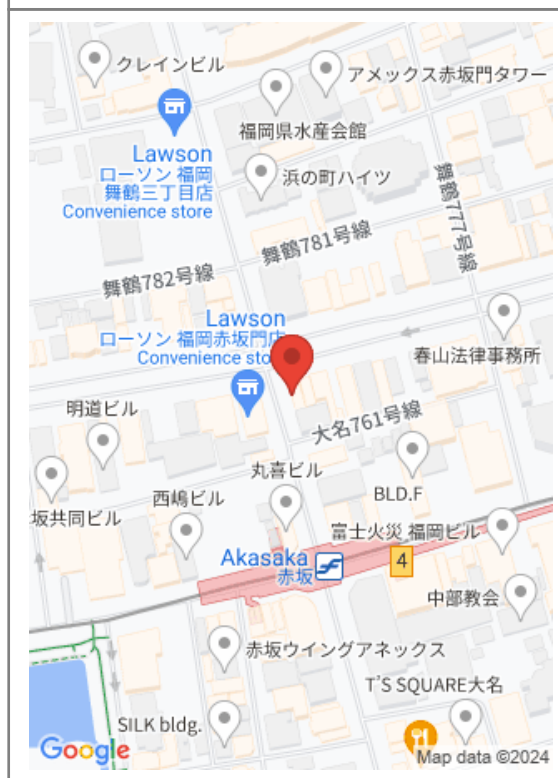 クレインビル
アメックス赤坂門タワー
福岡県水産会館
Lawson
ローソン 福岡
舞鶴三丁目店
Convenience store
浜の町ハイツ
舞鶴777号線
舞鶴781号線
舞鶴782号線
Lawson
ローソン 福岡赤坂門店
Convenience sto
春山法律事務所
明道ビル
大名761号線
丸喜ビル
BLD.F
西嶋ビル
坂共同ビル
富士火災 福岡ビル
Akasaka
赤坂
4
中部教会
赤坂ウイングアネックス
T'S SQUARE大名
SILK bldg.
Google
Map data ©2024